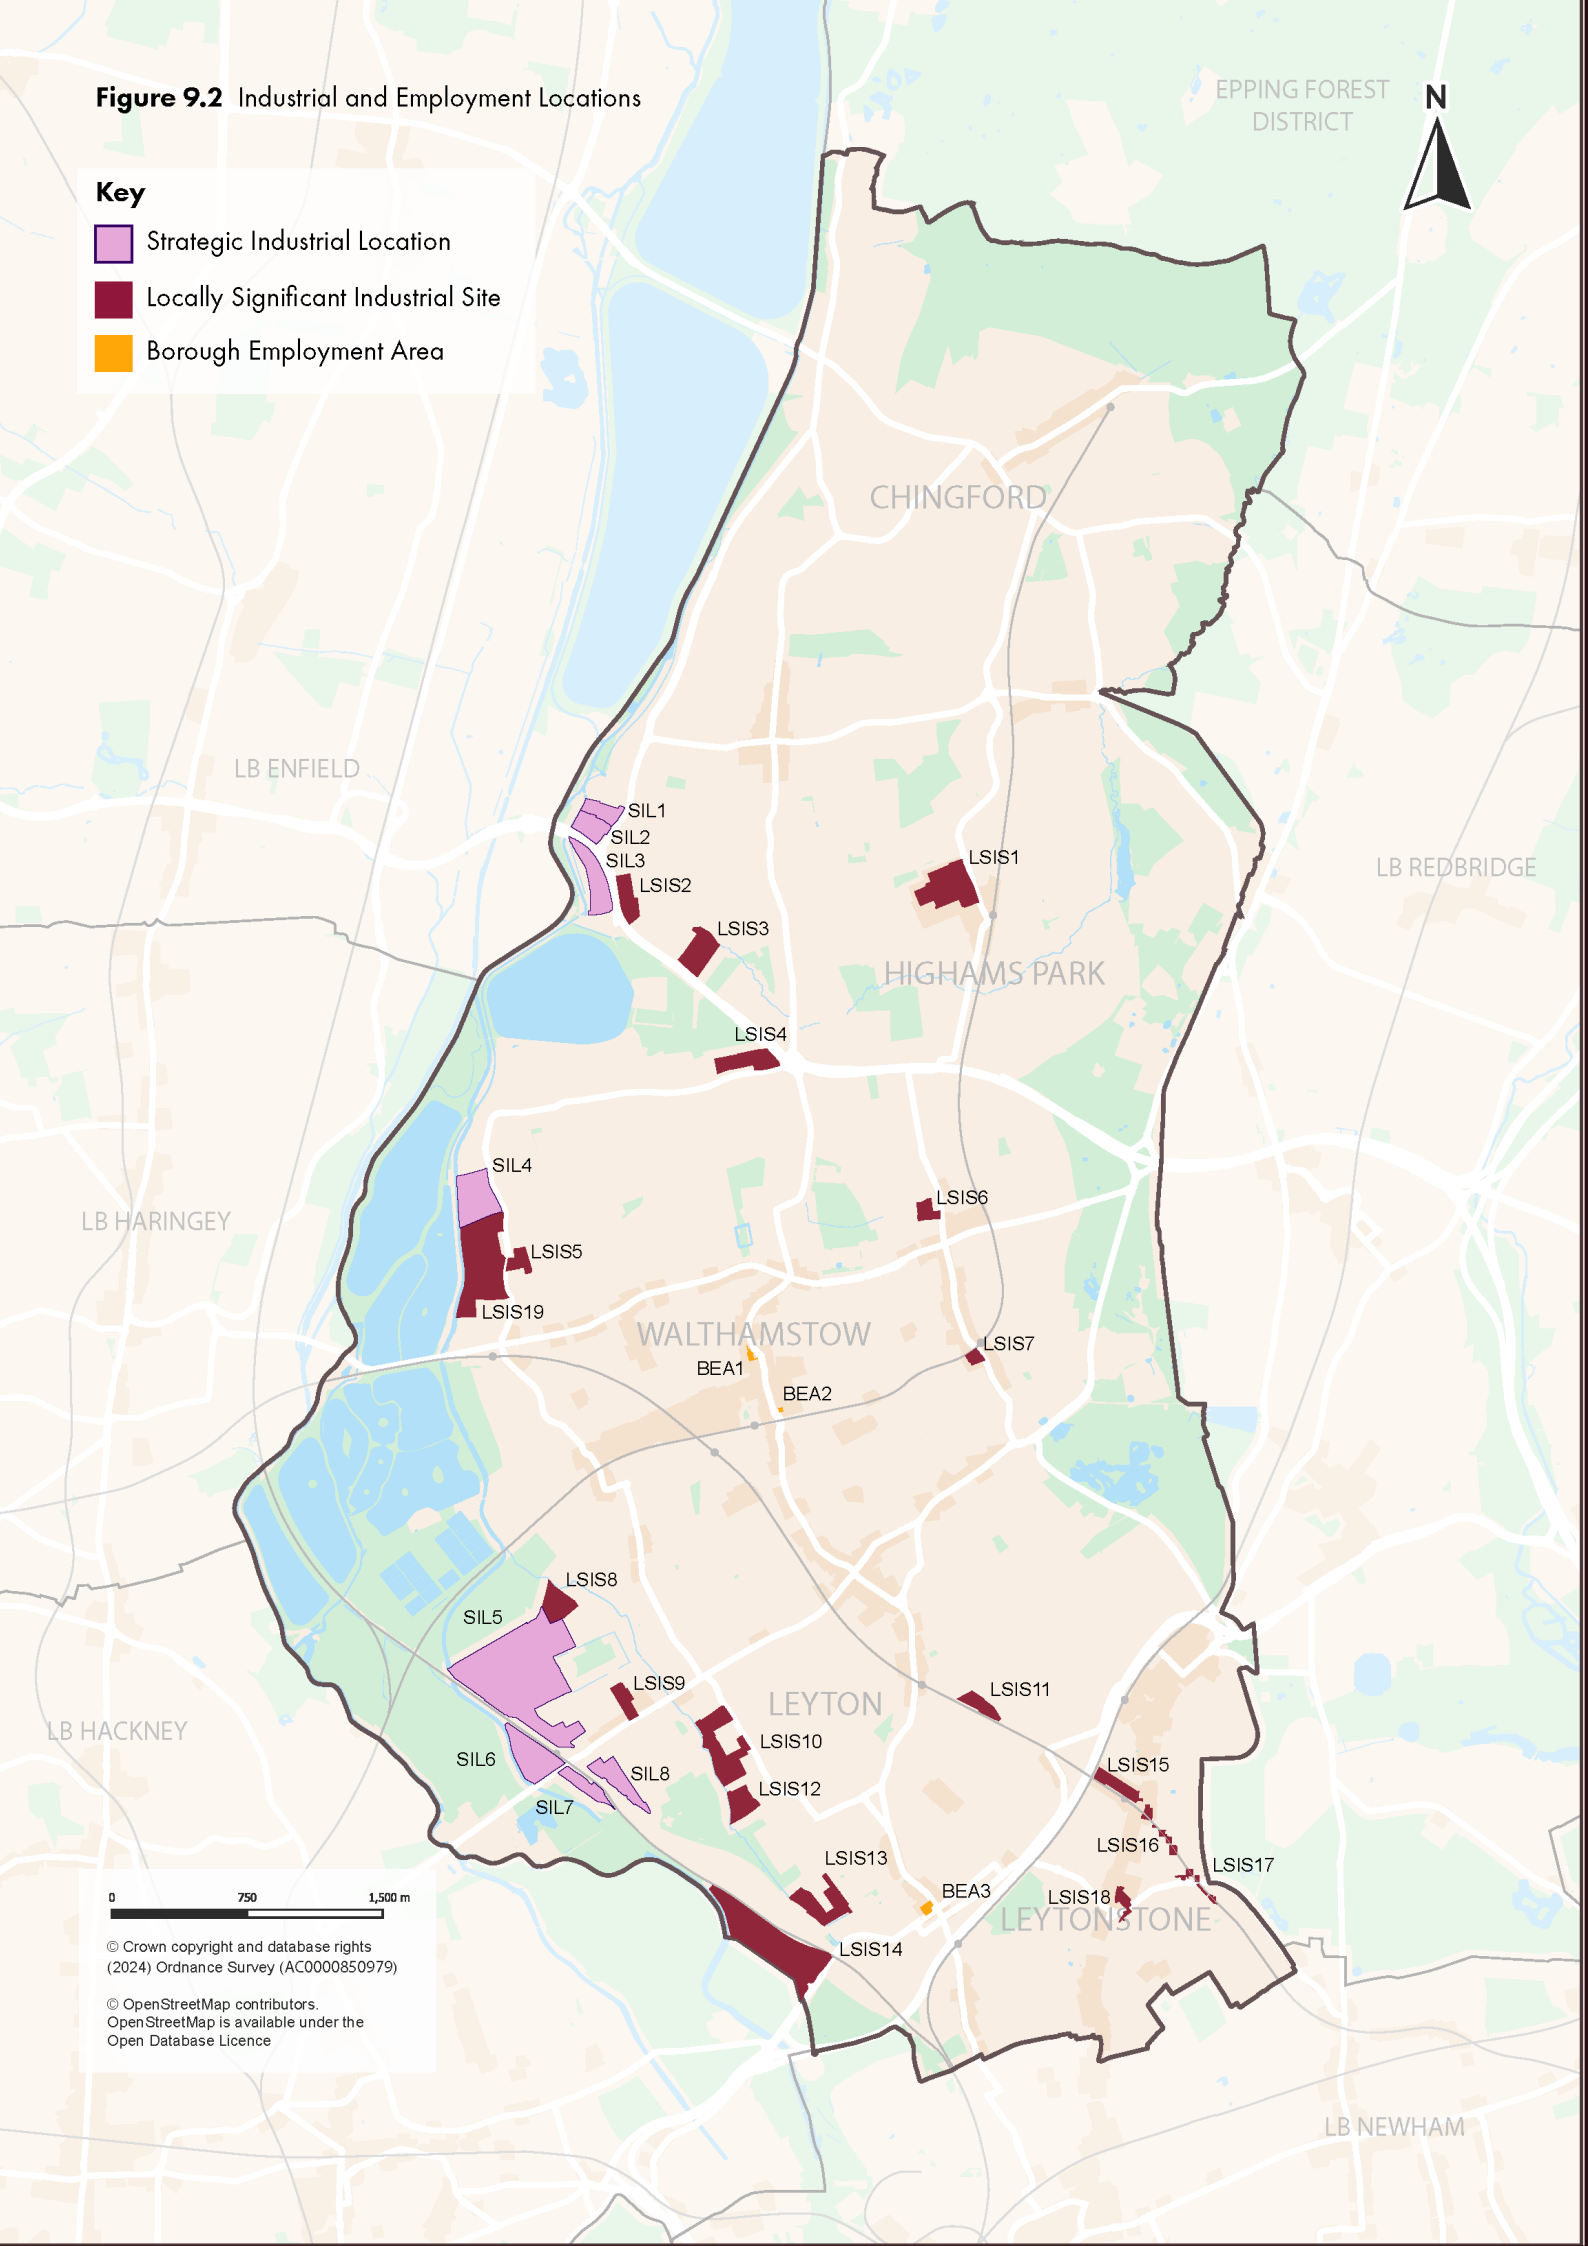 Figure 9.2 Industrial and Employment Locations
Key
Strategic Industrial Location
Locally Significant Industrial Site
Borough Employment Area
EPPING FOREST
DISTRICT
N
CHINGFORD
LB ENFIELD
SIL1
SIL2
SIL3
LSIS2
LSIS1
LB REDBRIDGE
LSIS3
HIGHAMS PARK
LSIS4
SIL4
LSIS6
LB HARINGEY
LSIS5
LSIS19
WALTHAMSTOW
LSIS7
BEA1
BEA2
LSIS8
SIL5
LSIS9
LEYTON
LSIS11
LB HACKNEY
LSIS10
SIL6
SIL8
LSIS15
LSIS12
SIL7
LSIS16
LSIS13
LSIS17
BEA3
LSIS18
LEYTONSTONE
LSIS14
0 750 1,500 m
© Crown copyright and database rights
(2024) Ordnance Survey (AC0000850979)
© OpenStreetMap contributors.
OpenStreetMap is available under the
Open Database Licence
LB NEWHAM